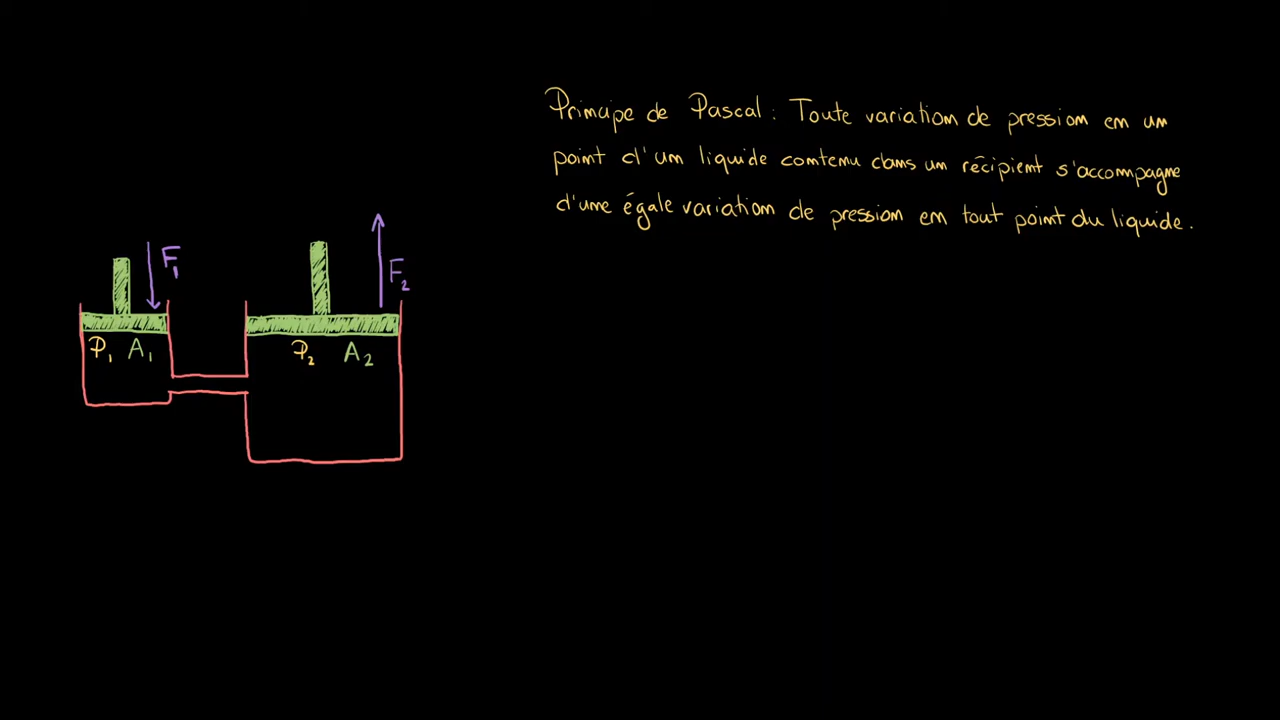 Principe de Pascal : Toute variation de pression en un
point d'un liquide contenu dans un récipient s'accompagne
d'une égale variation de pression en tout point du liquide.
F₁
F₂
P₁ A₁
P₂ A₂